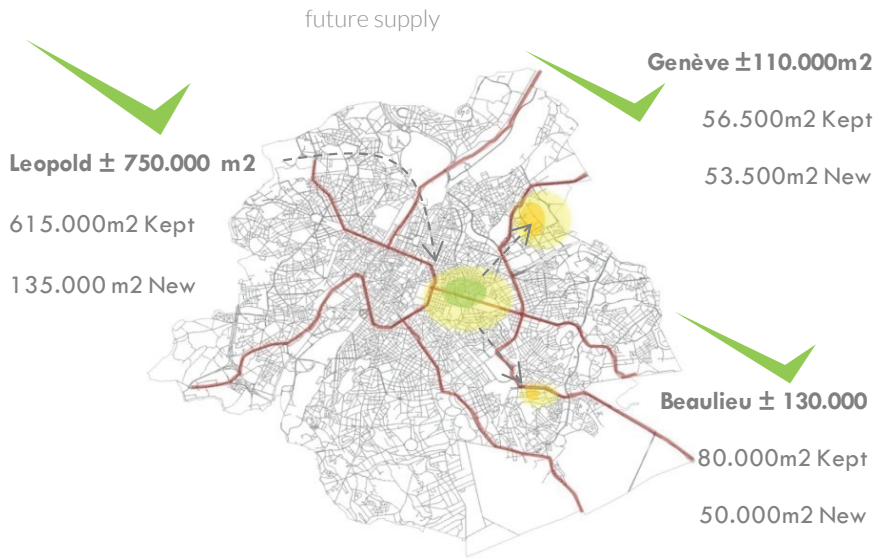 future supply
Leopold ± 750.000 m2
615.000m2 Kept
135.000 m2 New
Genève ±110.000m2
56.500m2 Kept
53.500m2 New
Beaulieu ± 130.000
80.000m2 Kept
50.000m2 New